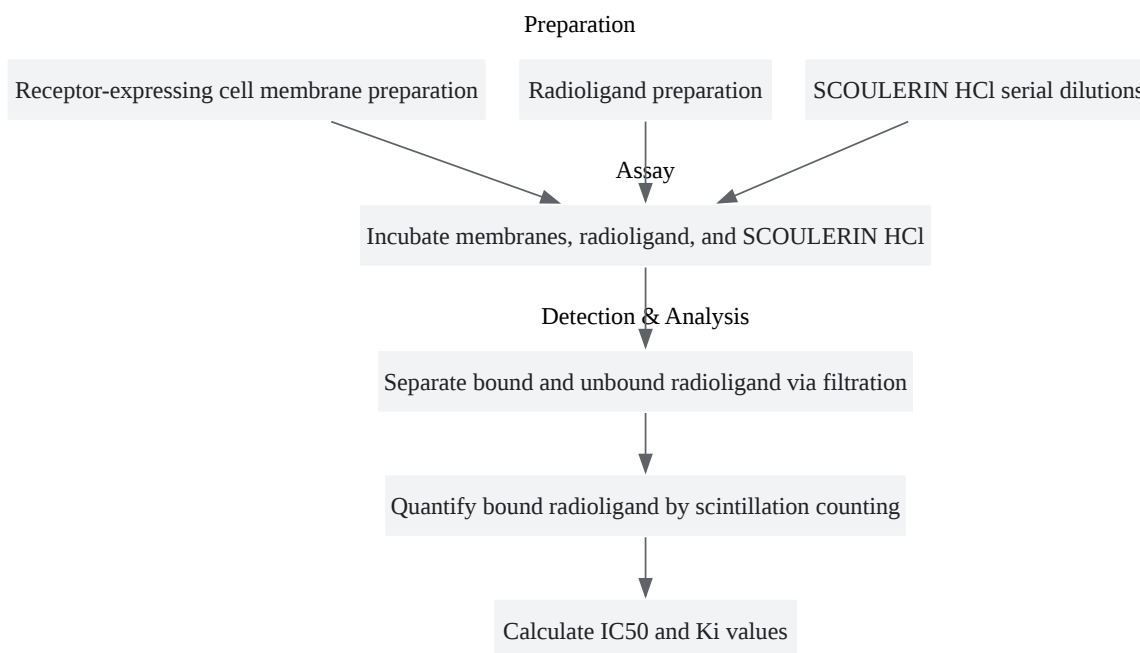 Preparation
Receptor-expressing cell membrane preparation
Radioligand preparation
SCOULERIN HCl serial dilutions
Assay
Incubate membranes, radioligand, and SCOULERIN HCl
Detection & Analysis
Separate bound and unbound radioligand via filtration
Quantify bound radioligand by scintillation counting
Calculate IC50 and Ki values